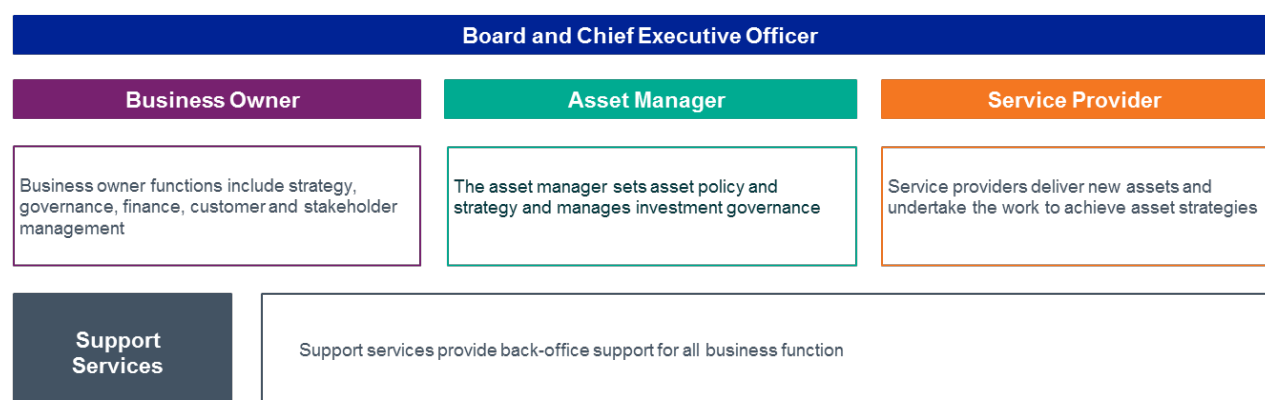 Board and Chief Executive Officer
Business Owner
Asset Manager
Service Provider
Business owner functions include strategy,
governance, finance, customer and stakeholder
management
The asset manager sets asset policy and
strategy and manages investment governance
Service providers deliver new assets and
undertake the work to achieve asset strategies
Support
Services
Support services provide back-office support for all business function